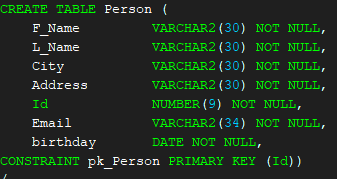 CREATE TABLE Person (
F_Name VARCHAR2(30) NOT NULL,
L_Name VARCHAR2(30) NOT NULL,
City VARCHAR2(30) NOT NULL,
Address VARCHAR2(30) NOT NULL,
Id NUMBER(9) NOT NULL,
Email VARCHAR2(34) NOT NULL,
birthday DATE NOT NULL,
CONSTRAINT pk_Person PRIMARY KEY (Id))